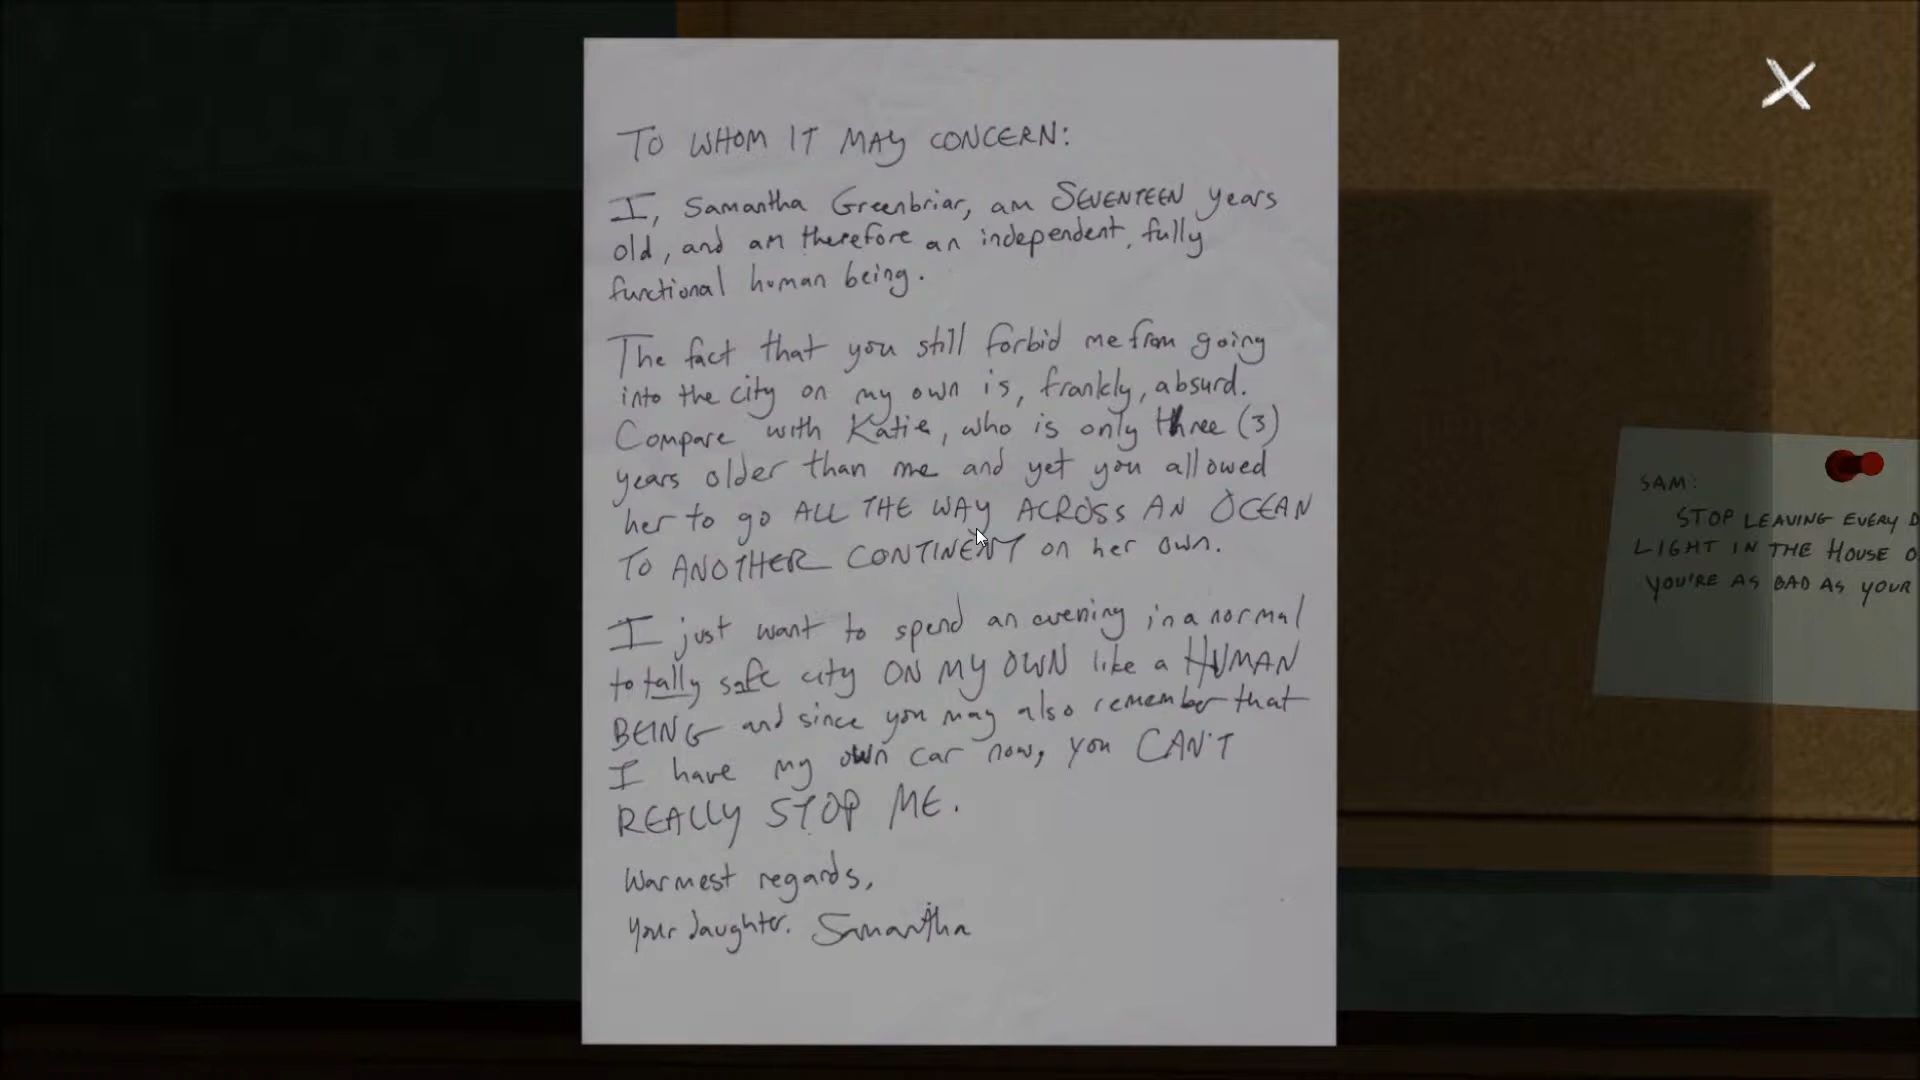 TO WHOM IT MAY CONCERN:
I, Samantha Greenbriar, am SEVENTEEN years
old, and am therefore an independent, fully
functional human being.
The fact that you still forbid me from going
into the city on my own is, frankly, absurd.
Compare with Katie, who is only three (3)
years older than me and yet you allowed
her to go ALL THE WAY ACROSS AN OCEAN
TO ANOTHER CONTINENT on her own.
I just want to spend an evening in a normal
totally safe city ON MY OWN like a HUMAN
BEING and since you may also remember that
I have my own car now, you CAN'T
REALLY STOP ME.
Warmest regards,
Your daughter. Samantha
SAM:
STOP LEAVING EVERY D
LIGHT IN THE HOUSE O
YOU'RE AS BAD AS YOUR